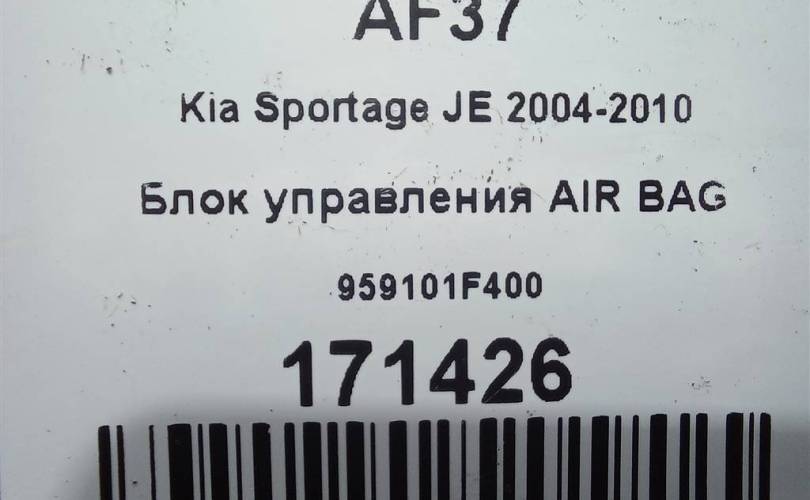 AF37
Kia Sportage JE 2004-2010
Блок управления AIR BAG
959101F400
171426